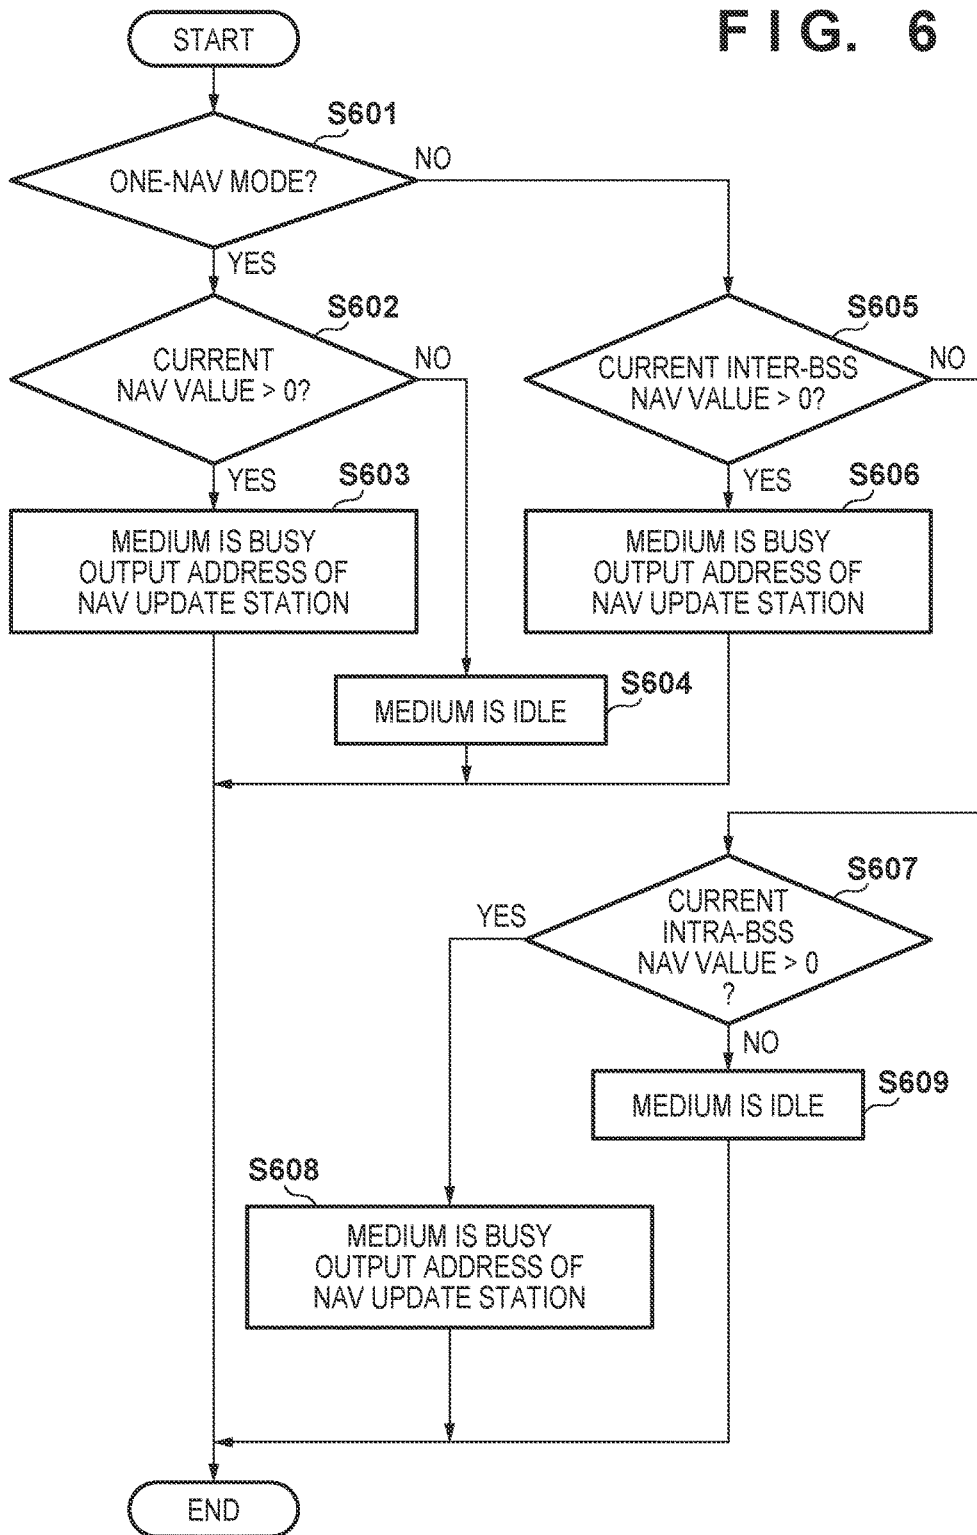 FIG. 6
START
S601
ONE-NAV MODE?
NO
YES
S602
CURRENT
NAV VALUE > 0?
NO
YES
S605
CURRENT INTER-BSS
NAV VALUE > 0?
NO
YES
S603
MEDIUM IS BUSY
OUTPUT ADDRESS OF
NAV UPDATE STATION
S606
MEDIUM IS BUSY
OUTPUT ADDRESS OF
NAV UPDATE STATION
S604
MEDIUM IS IDLE
S607
CURRENT
INTRA-BSS
NAV VALUE > 0
?
YES
NO
S609
MEDIUM IS IDLE
S608
MEDIUM IS BUSY
OUTPUT ADDRESS OF
NAV UPDATE STATION
END